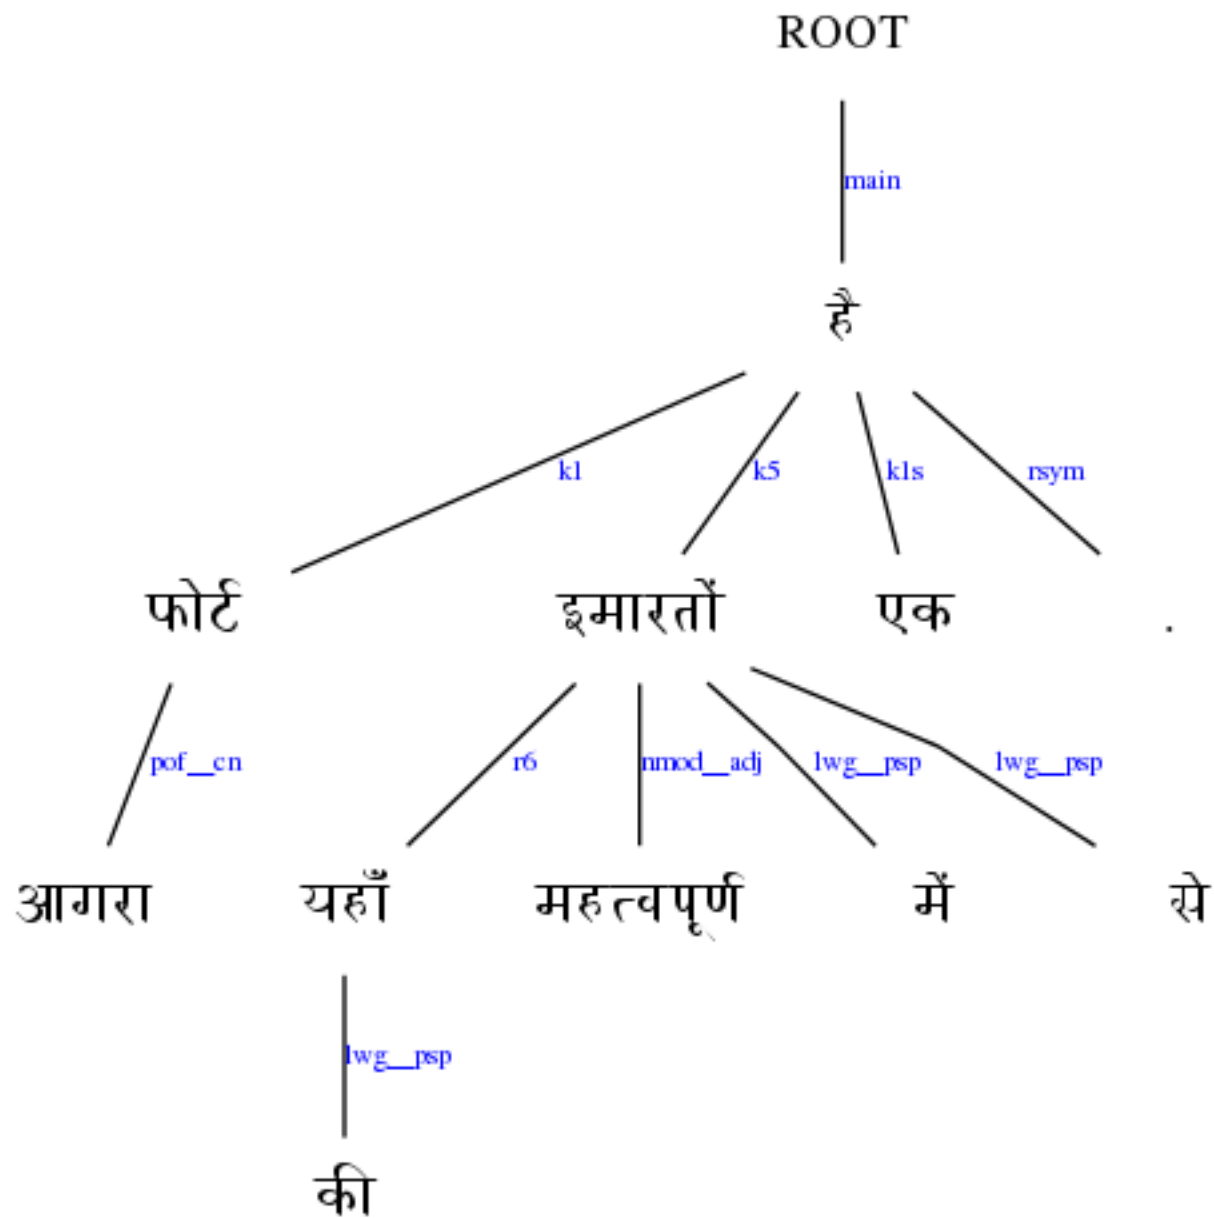 ROOT
main
है
k1 k5 k1s rsym
फोर्ट इमारतों एक .
pof__cn r6 nmod__adj lwg__psp lwg__psp
आगरा यहाँ महत्वपूर्ण में से
lwg__psp
की